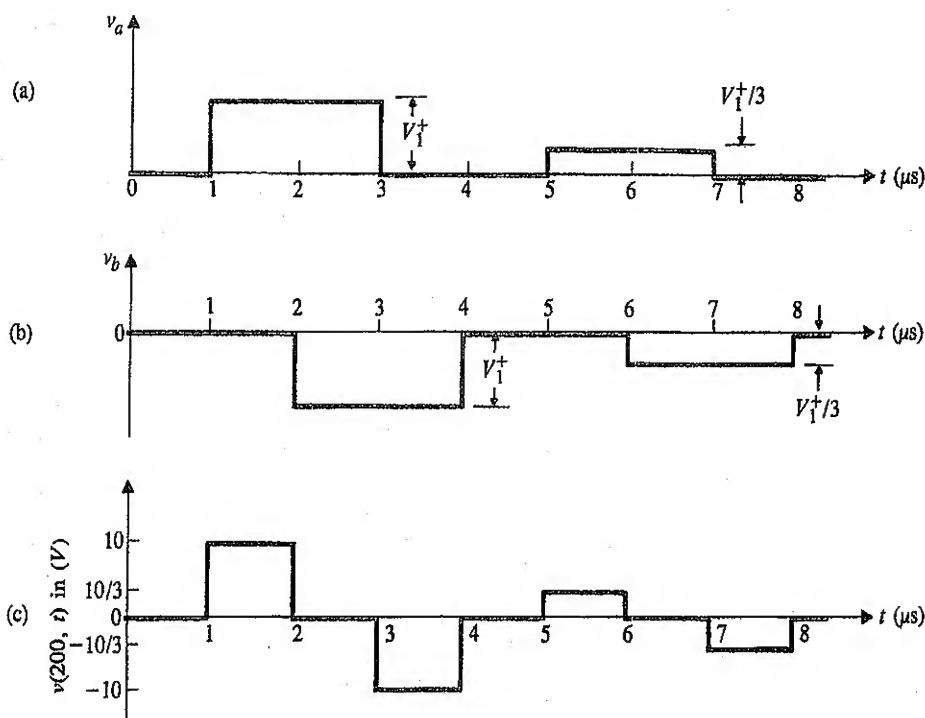 v_a
(a)
V_1^+
V_1^+/3
0 1 2 3 4 5 6 7 8 t (μs)
v_b
1 2 3 4 5 6 7 8
(b)
0 t (μs)
V_1^+
V_1^+/3
(c)
v(200, t) in (V)
10
10/3
0 t (μs)
1 2 3 4 5 6 7 8
−10/3
−10